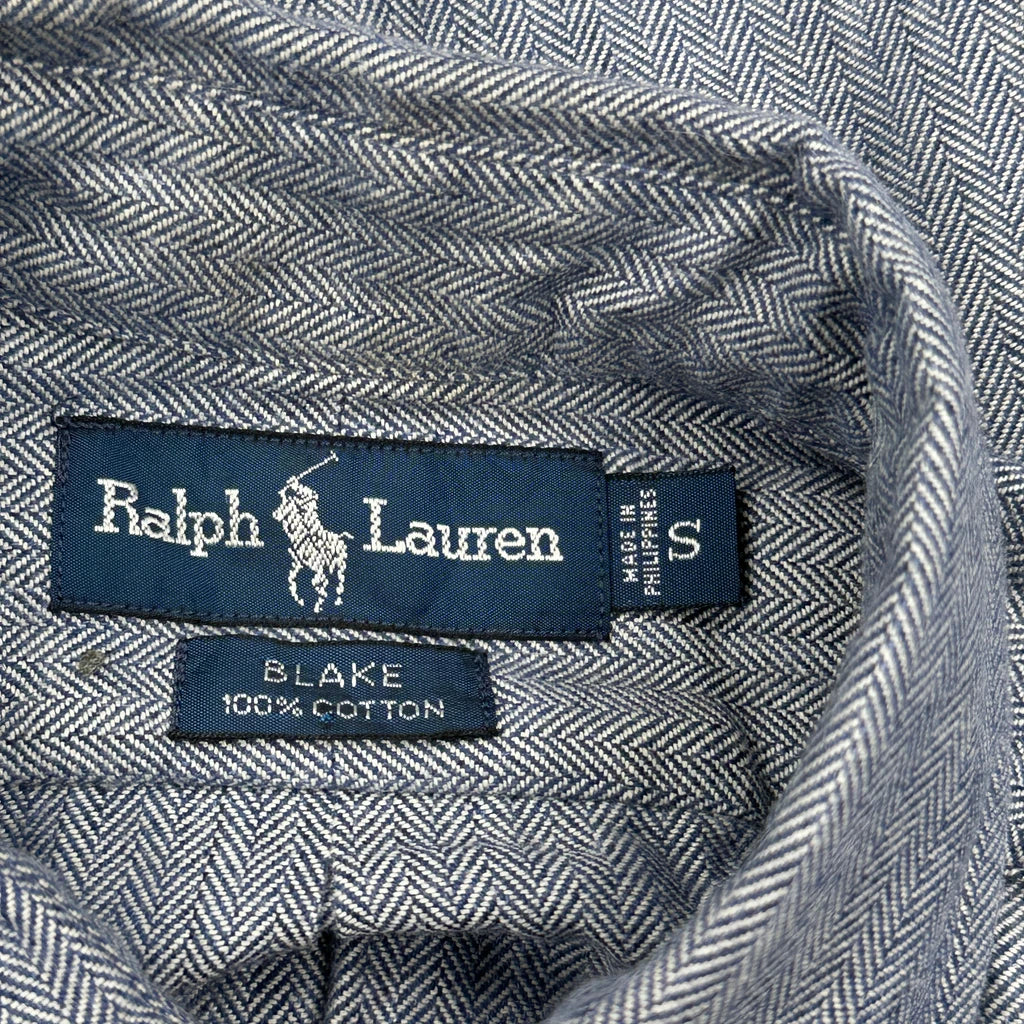 Ralph Lauren
MADE IN
PHILIPPINES
S
BLAKE
100% COTTON